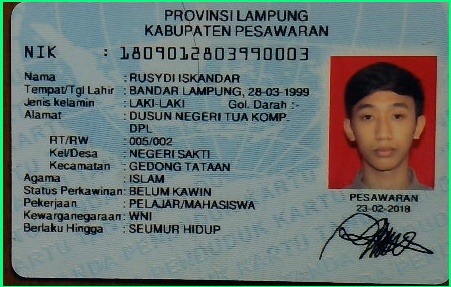 PROVINSI LAMPUNG
KABUPATEN PESAWARAN
NIK : 1809012803990003
Nama : RUSYDI ISKANDAR
Tempat/Tgl Lahir : BANDAR LAMPUNG, 28-03-1999
Jenis kelamin : LAKI-LAKI Gol. Darah :-
Alamat : DUSUN NEGERI TUA KOMP.
DPL
RT/RW : 005/002
Kel/Desa : NEGERI SAKTI
Kecamatan : GEDONG TATAAN
Agama : ISLAM
Status Perkawinan: BELUM KAWIN
Pekerjaan : PELAJAR/MAHASISWA
Kewarganegaraan: WNI
Berlaku Hingga : SEUMUR HIDUP
PESAWARAN
23-02-2018